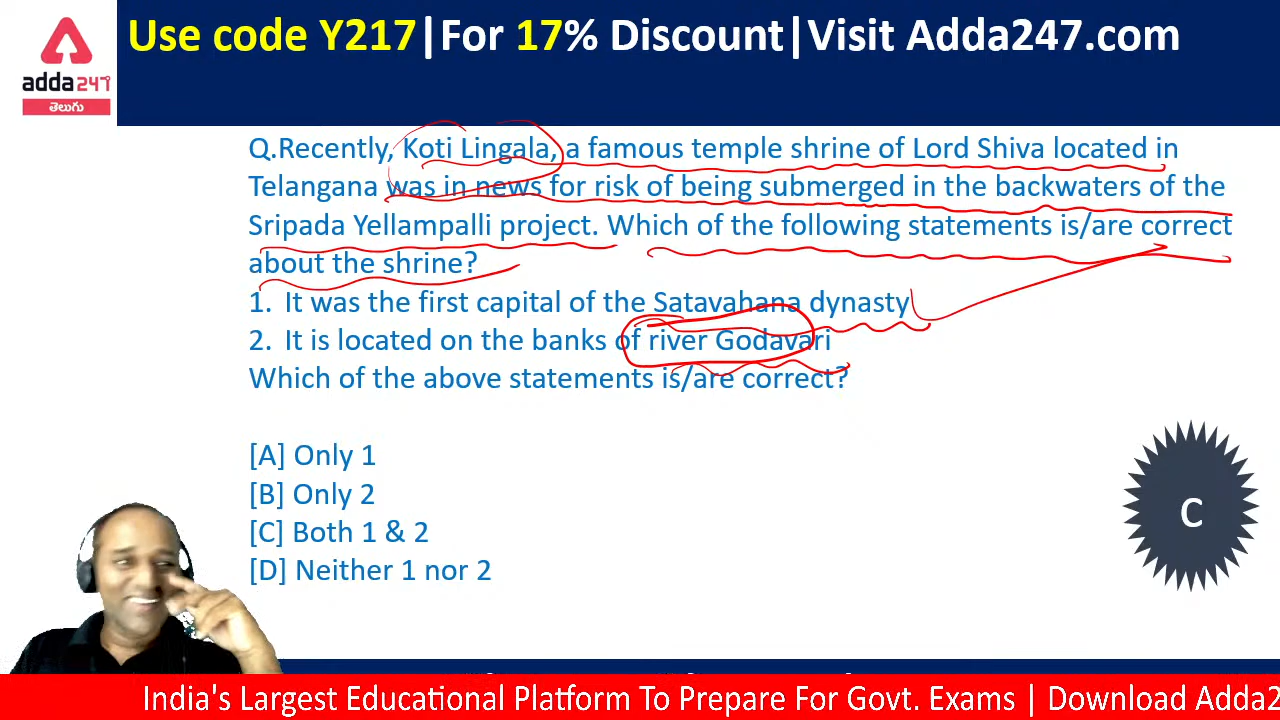 Use code Y217|For 17% Discount|Visit Adda247.com
adda247
తెలుగు
Q.Recently, Koti Lingala, a famous temple shrine of Lord Shiva located in
Telangana was in news for risk of being submerged in the backwaters of the
Sripada Yellampalli project. Which of the following statements is/are correct
about the shrine?
1. It was the first capital of the Satavahana dynasty
2. It is located on the banks of river Godavari
Which of the above statements is/are correct?
[A] Only 1
[B] Only 2
[C] Both 1 & 2
[D] Neither 1 nor 2
C
India's Largest Educational Platform To Prepare For Govt. Exams | Download Adda2